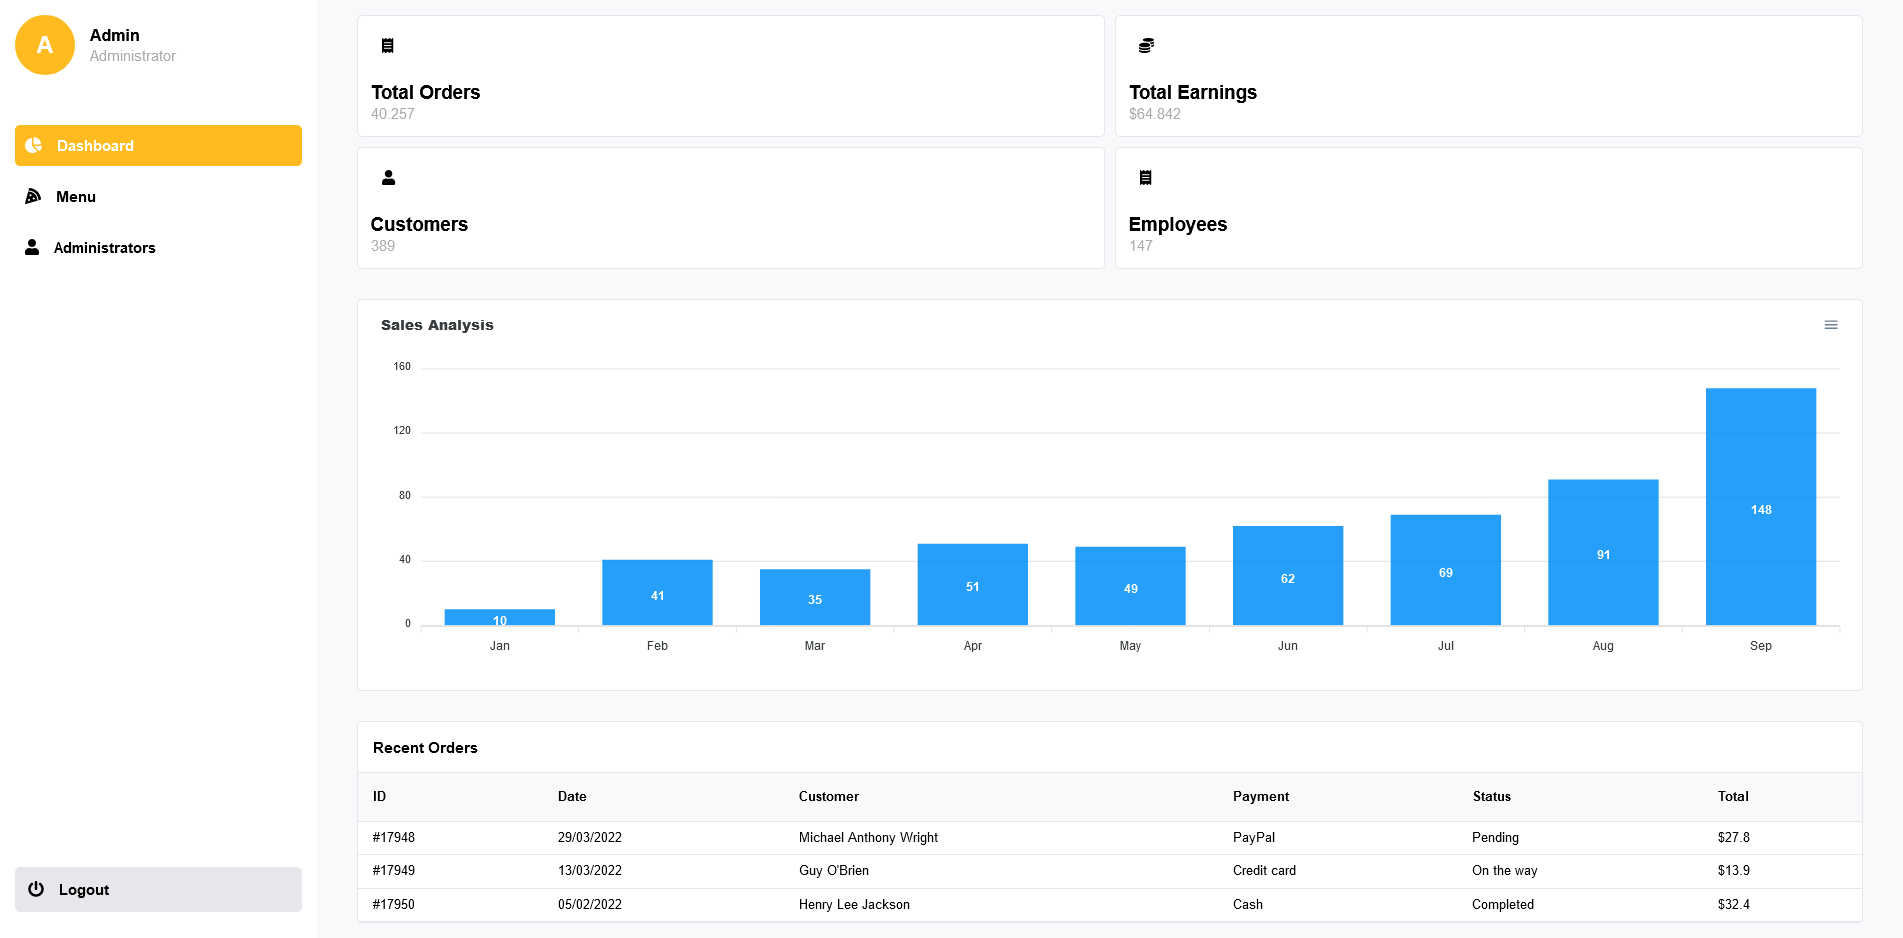 A
Admin
Administrator
Dashboard
Menu
Administrators
Logout
Total Orders
40.257
Total Earnings
$64.842
Customers
389
Employees
147
Sales Analysis
160
120
80
40
0
10
41
35
51
49
62
69
91
148
Jan Feb Mar Apr May Jun Jul Aug Sep
Recent Orders
ID Date Customer Payment Status Total
#17948 29/03/2022 Michael Anthony Wright PayPal Pending $27.8
#17949 13/03/2022 Guy O'Brien Credit card On the way $13.9
#17950 05/02/2022 Henry Lee Jackson Cash Completed $32.4